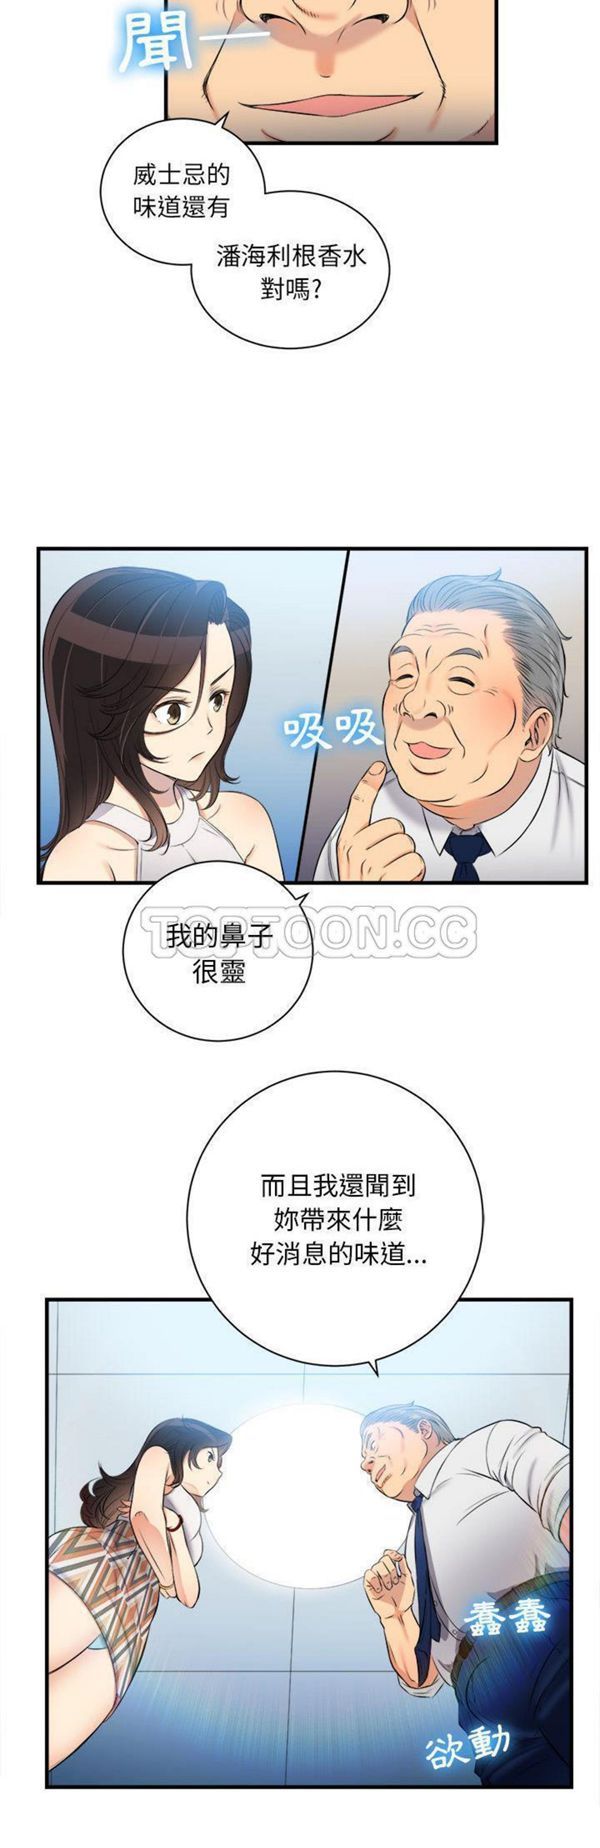 聞—
威士忌的
味道還有
潘海利根香水
對嗎?
吸吸
TOPTOON.CC
我的鼻子
很靈
而且我還聞到
妳帶來什麼
好消息的味道...
蠢蠢
欲動